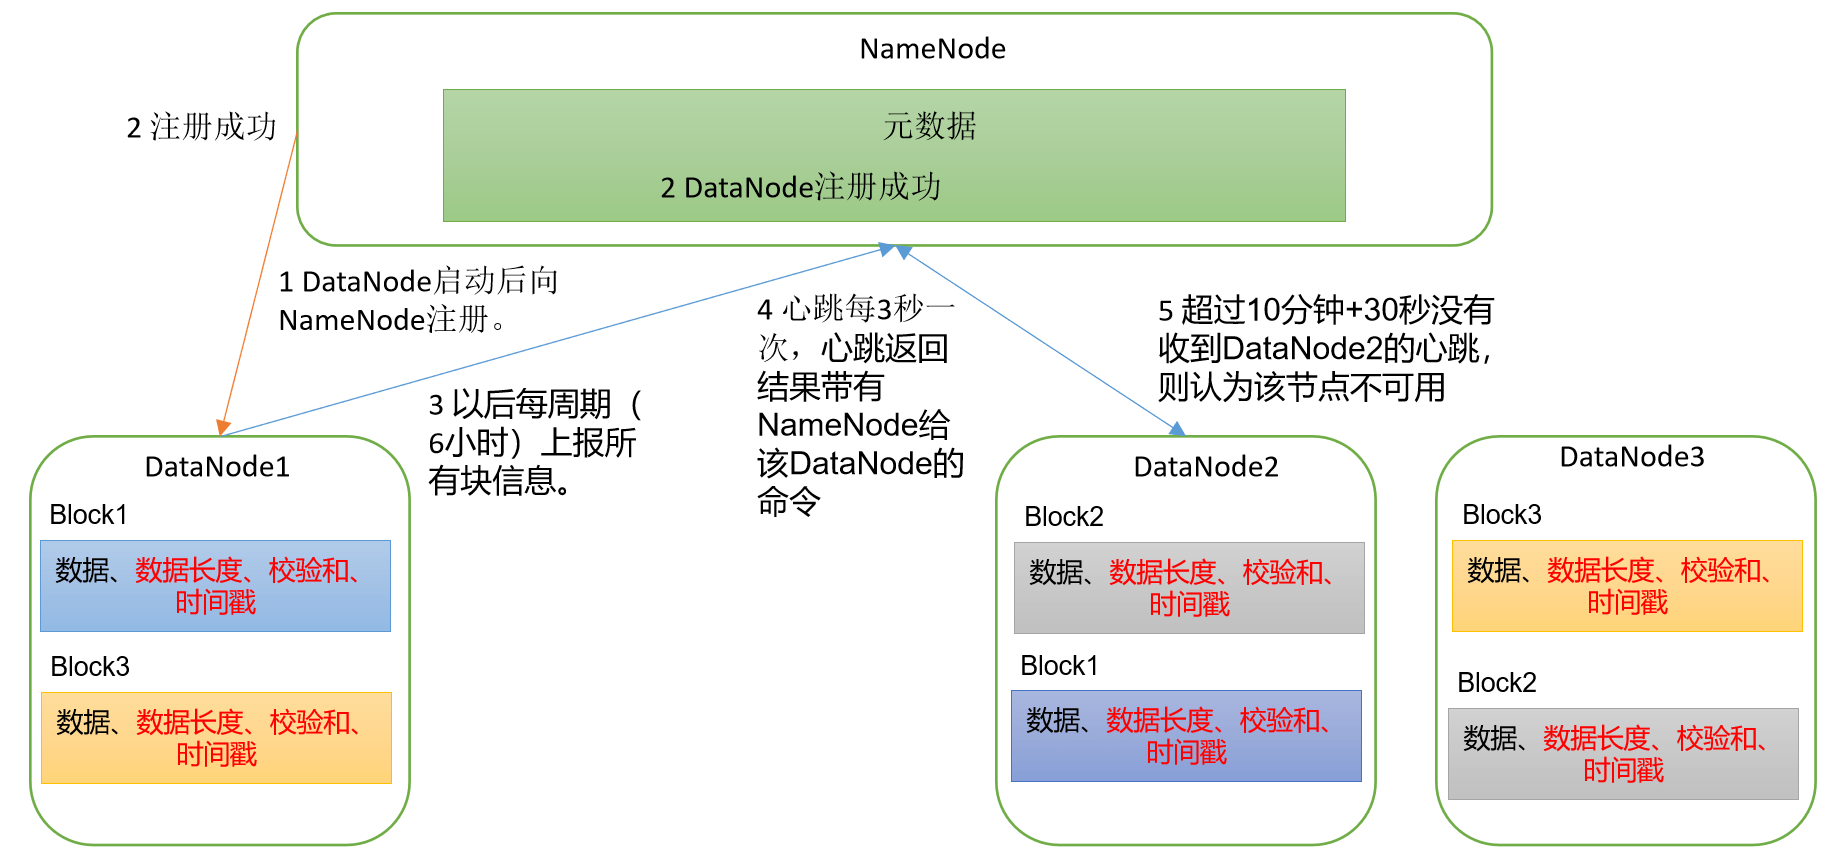 NameNode
元数据
2 DataNode注册成功
2 注册成功
1 DataNode启动后向
NameNode注册。
3 以后每周期（
6小时）上报所
有块信息。
4 心跳每3秒一
次，心跳返回
结果带有
NameNode给
该DataNode的
命令
5 超过10分钟+30秒没有
收到DataNode2的心跳，
则认为该节点不可用
DataNode1
Block1
数据、数据长度、校验和、
时间戳
Block3
数据、数据长度、校验和、
时间戳
DataNode2
Block2
数据、数据长度、校验和、
时间戳
Block1
数据、数据长度、校验和、
时间戳
DataNode3
Block3
数据、数据长度、校验和、
时间戳
Block2
数据、数据长度、校验和、
时间戳